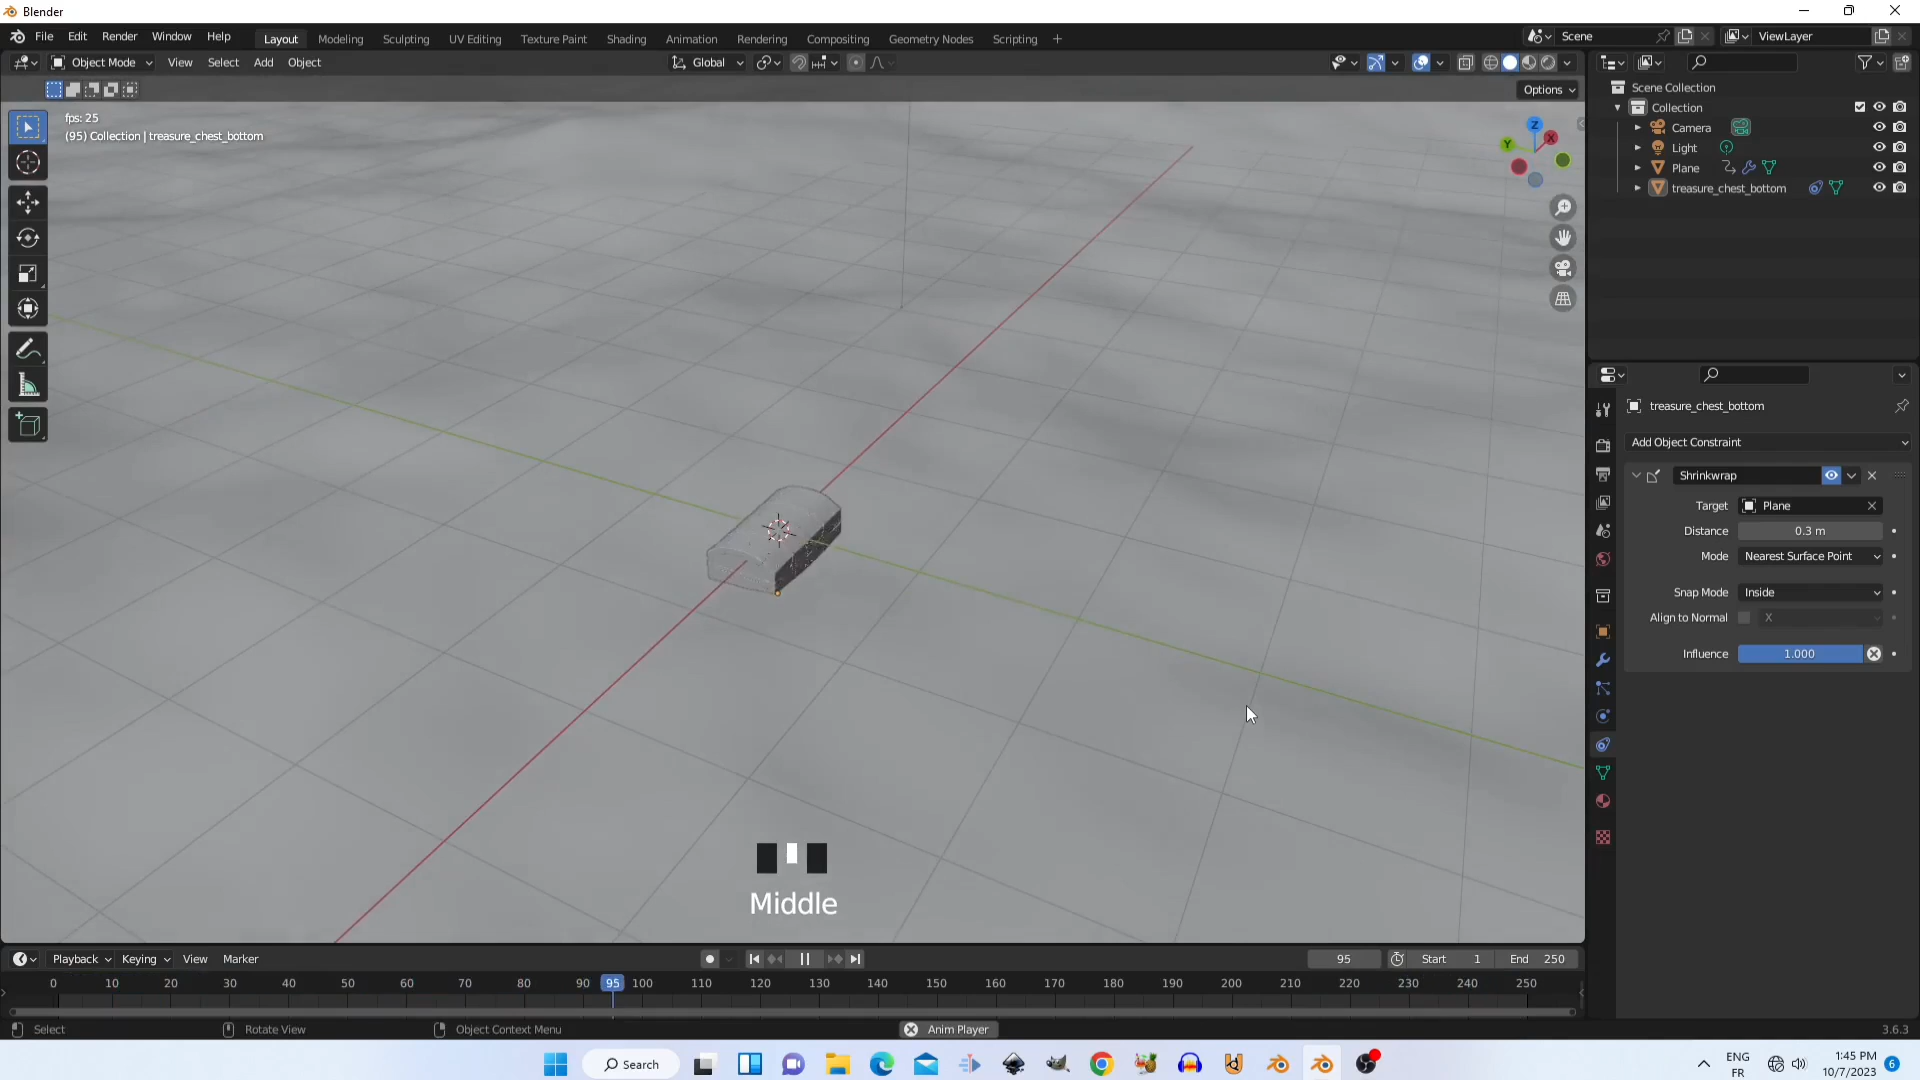 Blender
File Edit Render Window Help
Layout Modeling Sculpting UV Editing Texture Paint Shading Animation Rendering Compositing Geometry Nodes Scripting +
Scene
ViewLayer
Object Mode View Select Add Object
Global
Options
fps: 25
(95) Collection | treasure_chest_bottom
Z
X
Y
Scene Collection
Collection
Camera
Light
Plane
treasure_chest_bottom
treasure_chest_bottom
Add Object Constraint
Shrinkwrap
Target Plane
Distance 0.3 m
Mode Nearest Surface Point
Snap Mode Inside
Align to Normal X
Influence 1.000
Middle
Playback Keying View Marker
95 Start 1 End 250
0 10 20 30 40 50 60 70 80 90 95 100 110 120 130 140 150 160 170 180 190 200 210 220 230 240 250
Select Rotate View Object Context Menu Anim Player 3.6.3
Search
ENG
FR
1:45 PM
10/7/2023
6